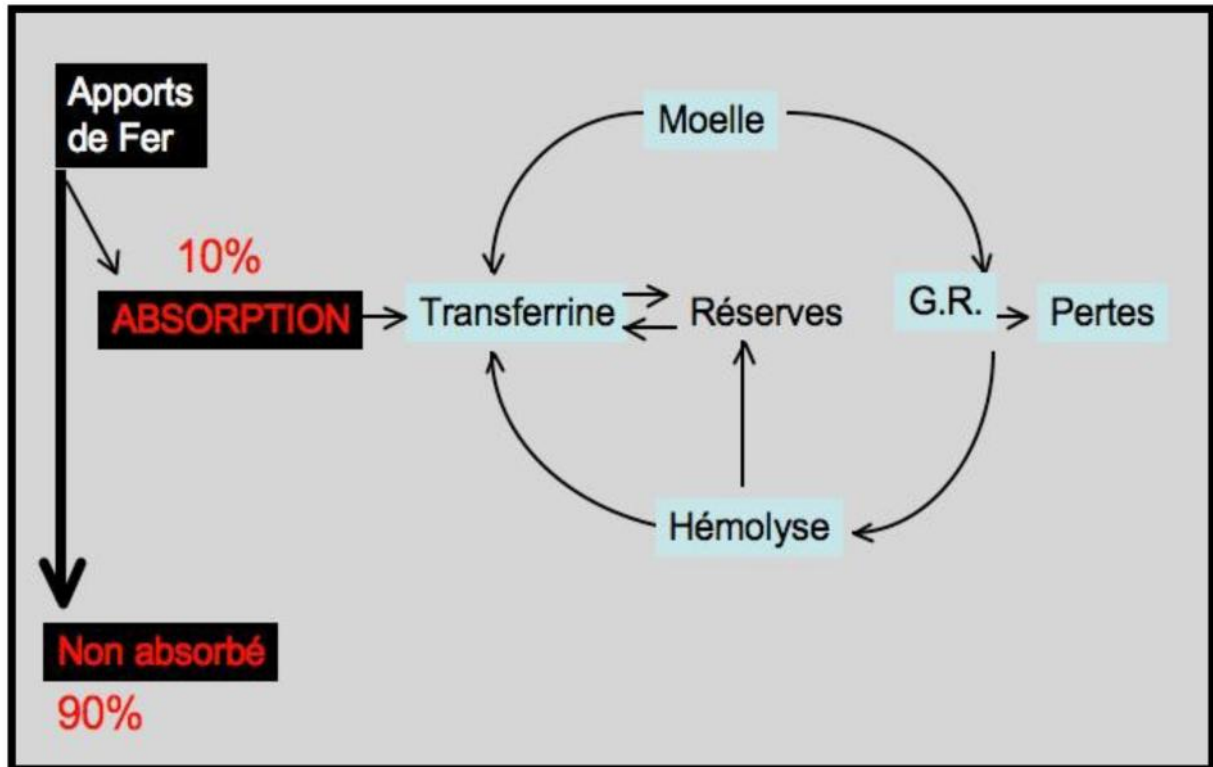 Apports
de Fer
Moelle
10%
ABSORPTION
Transferrine
Réserves
G.R.
Pertes
Hémolyse
Non absorbé
90%